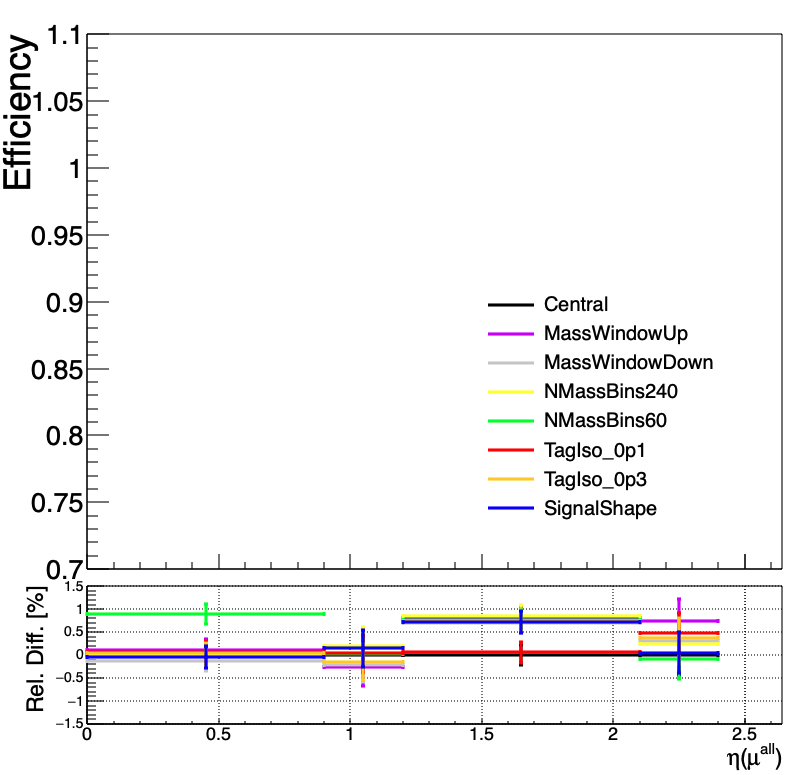 Efficiency
1.1
1.05
1
0.95
0.9
0.85
0.8
0.75
0.7
Central
MassWindowUp
MassWindowDown
NMassBins240
NMassBins60
TagIso_0p1
TagIso_0p3
SignalShape
Rel. Diff. [%]
1.5
1
0.5
0
−0.5
−1
−1.5
0 0.5 1 1.5 2 2.5
η(μ^all)